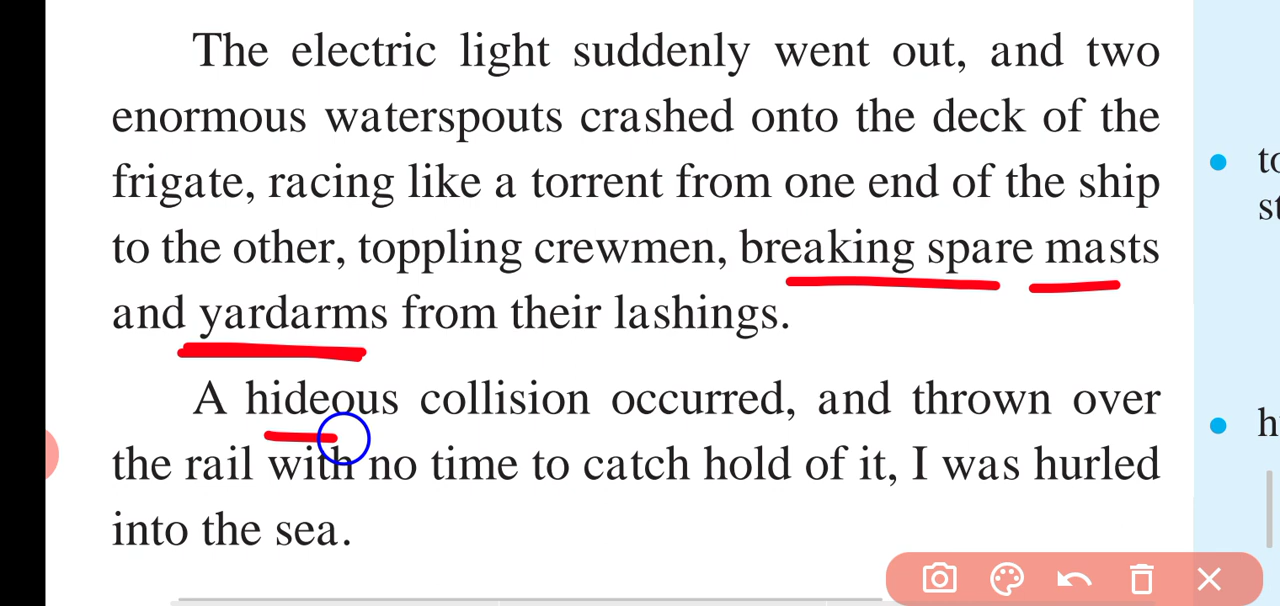 The electric light suddenly went out, and two
enormous waterspouts crashed onto the deck of the
frigate, racing like a torrent from one end of the ship
to the other, toppling crewmen, breaking spare masts
and yardarms from their lashings.
A hideous collision occurred, and thrown over
the rail with no time to catch hold of it, I was hurled
into the sea.